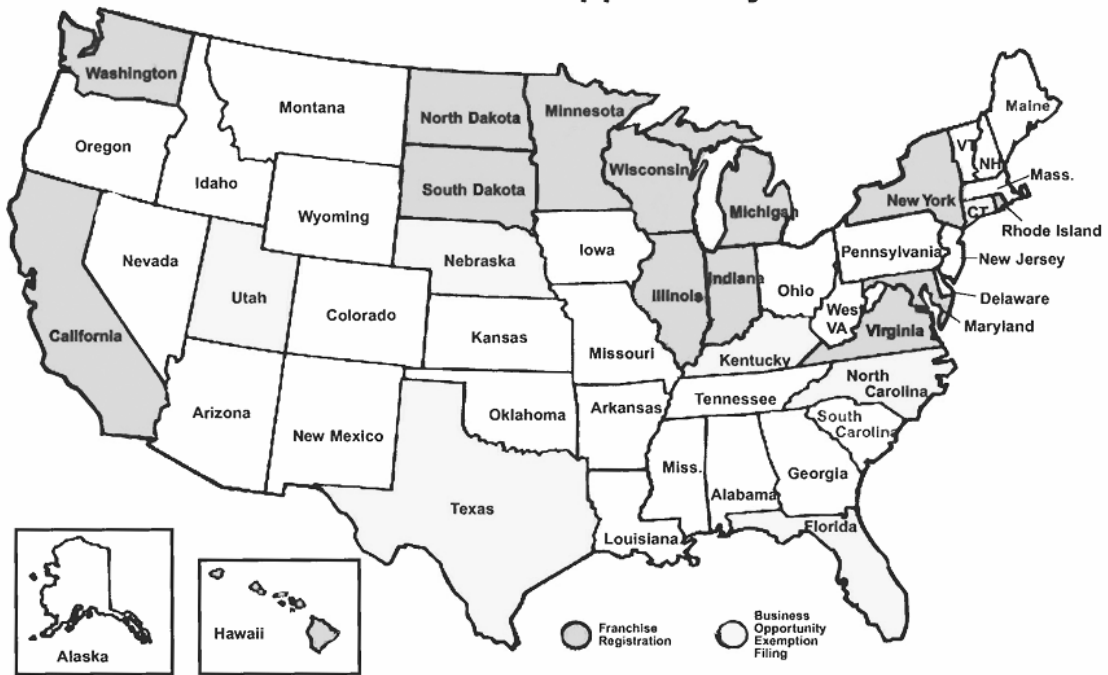 Washington
Montana
North Dakota
Minnesota
Maine
Oregon
Idaho
South Dakota
Wisconsin
Michigan
New York
VT
NH
Mass.
CT
Rhode Island
Wyoming
Nebraska
Iowa
Pennsylvania
New Jersey
Nevada
Utah
Colorado
Illinois
Indiana
Ohio
West
VA
Delaware
Maryland
California
Kansas
Missouri
Kentucky
Virginia
Arizona
New Mexico
Oklahoma
Arkansas
Tennessee
North
Carolina
South
Carolina
Texas
Miss.
Alabama
Georgia
Louisiana
Florida
Alaska
Hawaii
Franchise
Registration
Business
Opportunity
Exemption
Filing